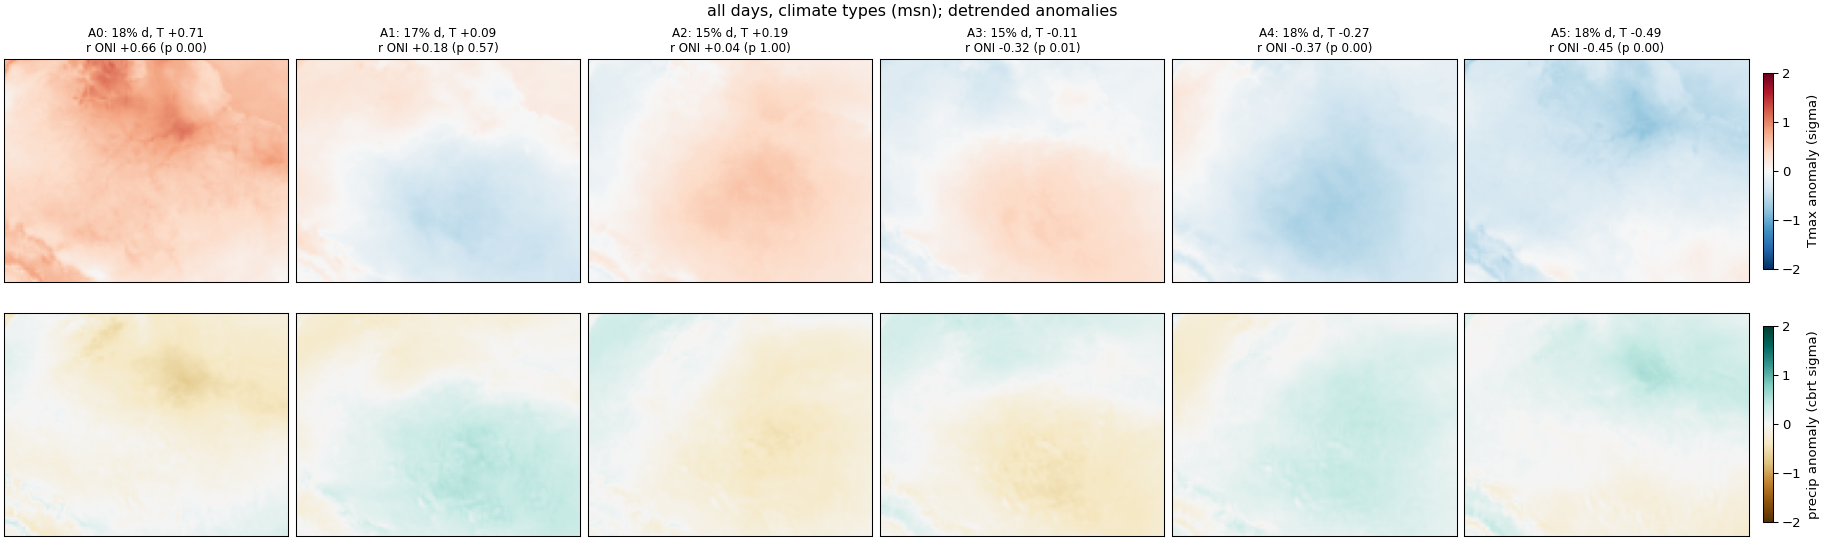 all days, climate types (msn); detrended anomalies
A0: 18% d, T +0.71
r ONI +0.66 (p 0.00)
A1: 17% d, T +0.09
r ONI +0.18 (p 0.57)
A2: 15% d, T +0.19
r ONI +0.04 (p 1.00)
A3: 15% d, T -0.11
r ONI -0.32 (p 0.01)
A4: 18% d, T -0.27
r ONI -0.37 (p 0.00)
A5: 18% d, T -0.49
r ONI -0.45 (p 0.00)
2
1
0
−1
−2
Tmax anomaly (sigma)
2
1
0
−1
−2
precip anomaly (cbrt sigma)